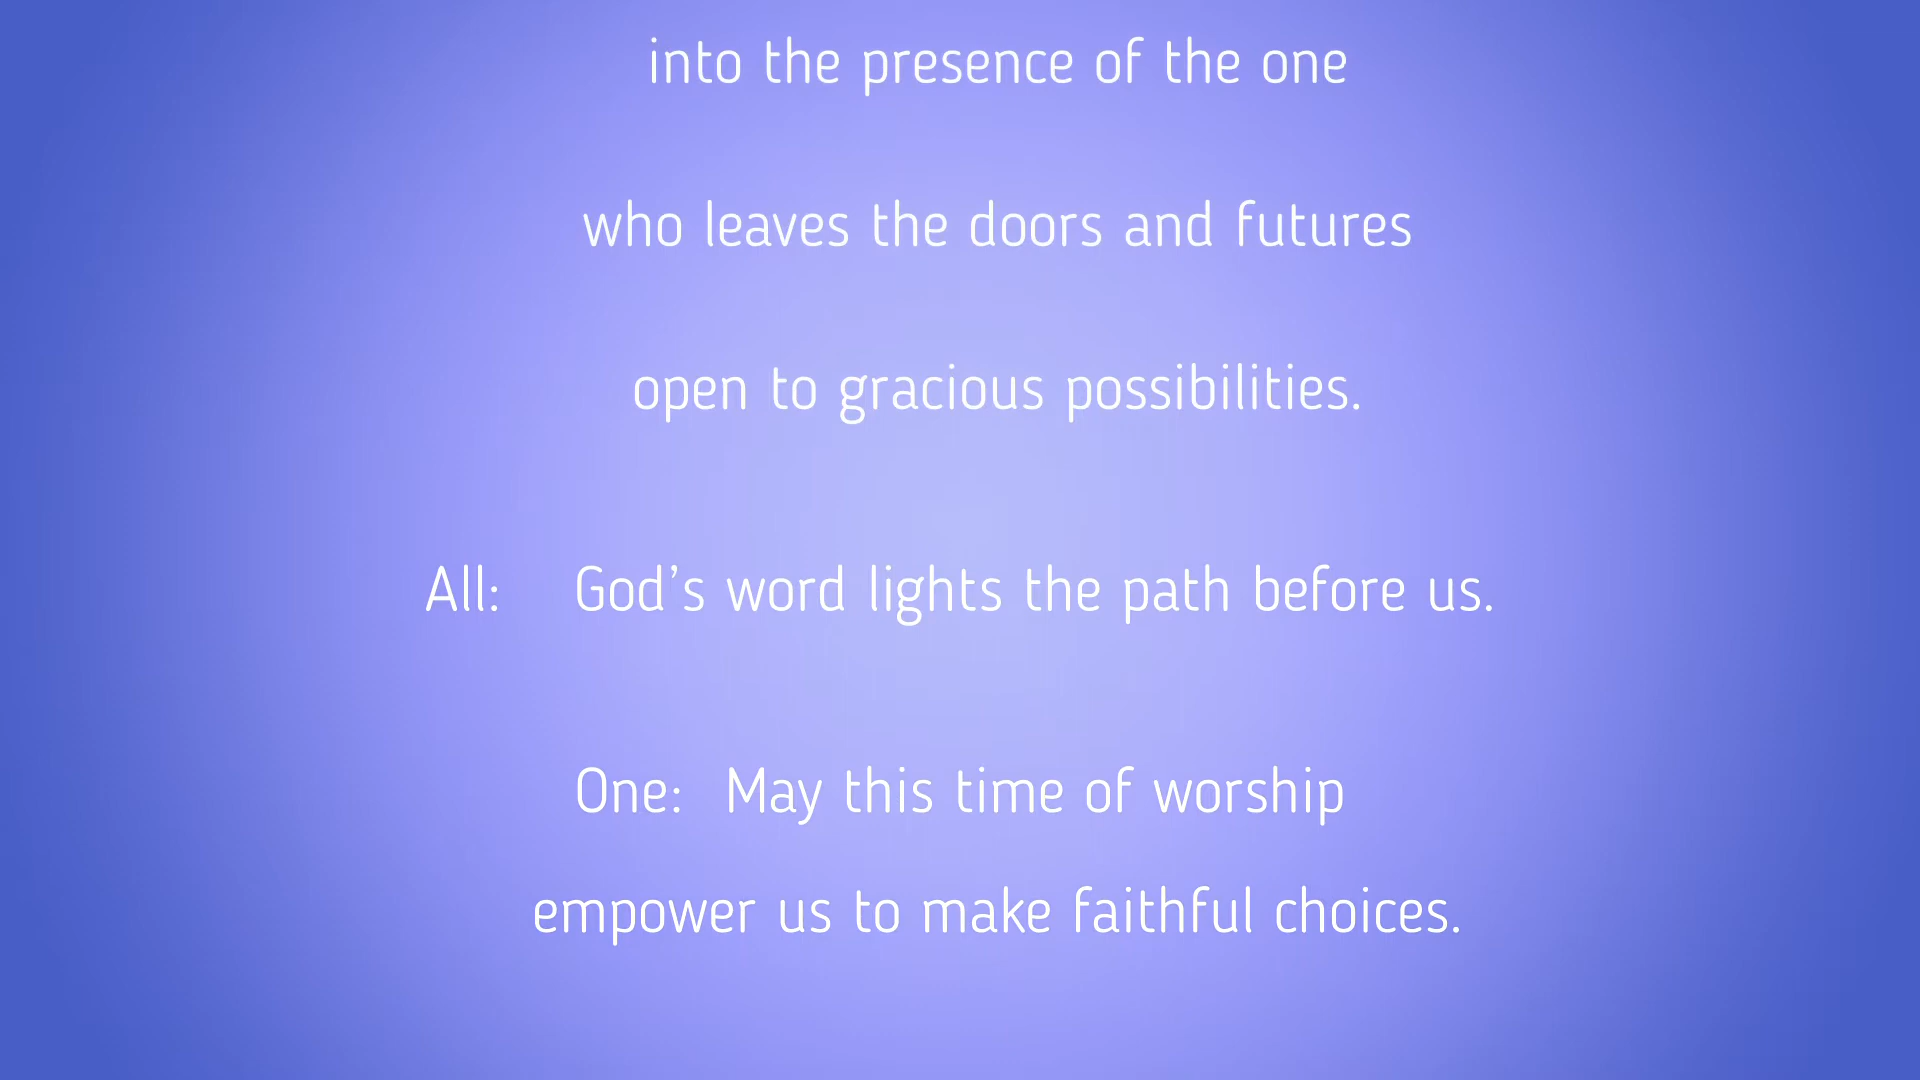 into the presence of the one
who leaves the doors and futures
open to gracious possibilities.
All: God’s word lights the path before us.
One: May this time of worship
empower us to make faithful choices.